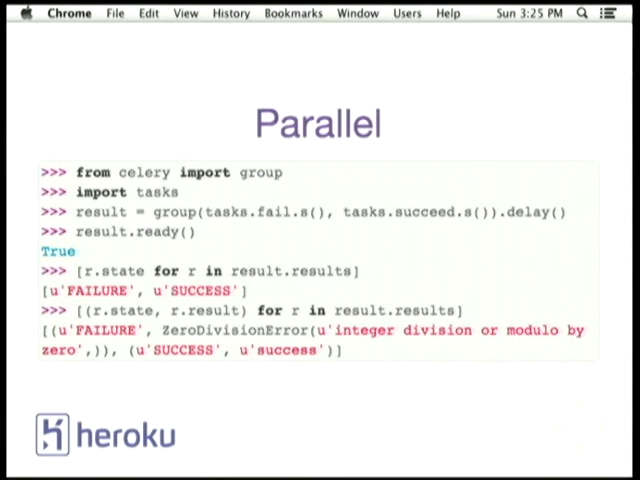 Chrome File Edit View History Bookmarks Window Users Help Sun 3:25 PM
Parallel
>>> from celery import group
>>> import tasks
>>> result = group(tasks.fail.s(), tasks.succeed.s()).delay()
>>> result.ready()
True
>>> [r.state for r in result.results]
[u'FAILURE', u'SUCCESS']
>>> [(r.state, r.result) for r in result.results]
[(u'FAILURE', ZeroDivisionError(u'integer division or modulo by
zero',)), (u'SUCCESS', u'success')]
heroku